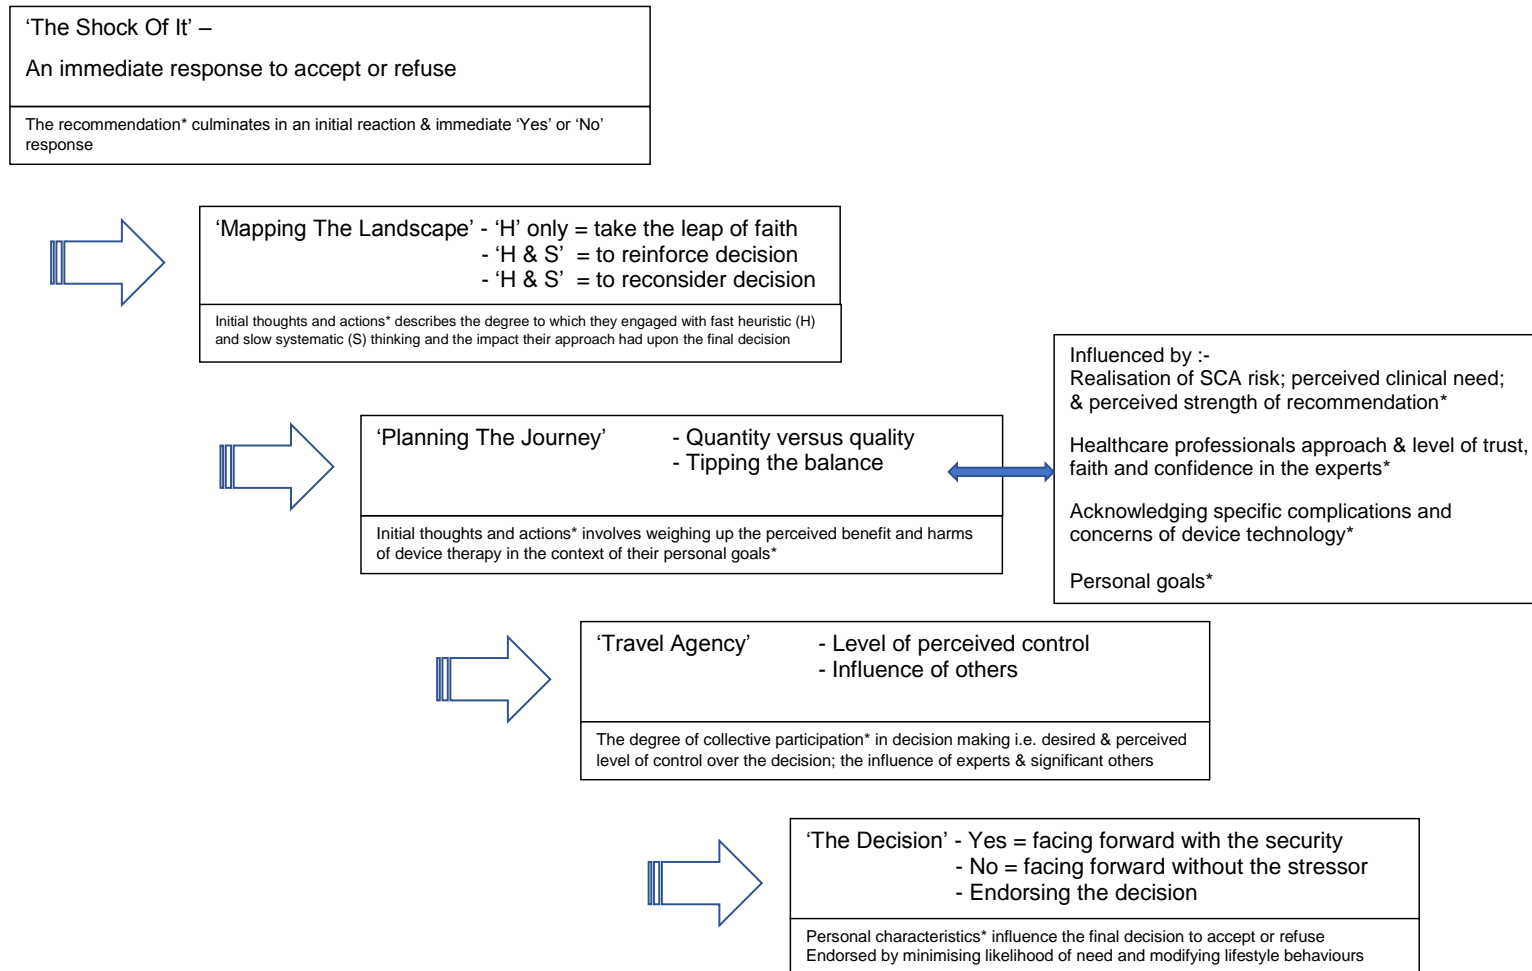 ‘The Shock Of It’ –
An immediate response to accept or refuse
The recommendation* culminates in an initial reaction & immediate ‘Yes’ or ‘No’
response
‘Mapping The Landscape’ - ‘H’ only = take the leap of faith
- ‘H & S’ = to reinforce decision
- ‘H & S’ = to reconsider decision
Initial thoughts and actions* describes the degree to which they engaged with fast heuristic (H)
and slow systematic (S) thinking and the impact their approach had upon the final decision
‘Planning The Journey’ - Quantity versus quality
- Tipping the balance
Initial thoughts and actions* involves weighing up the perceived benefit and harms
of device therapy in the context of their personal goals*
Influenced by :-
Realisation of SCA risk; perceived clinical need;
& perceived strength of recommendation*
Healthcare professionals approach & level of trust,
faith and confidence in the experts*
Acknowledging specific complications and
concerns of device technology*
Personal goals*
‘Travel Agency’ - Level of perceived control
- Influence of others
The degree of collective participation* in decision making i.e. desired & perceived
level of control over the decision; the influence of experts & significant others
‘The Decision’ - Yes = facing forward with the security
- No = facing forward without the stressor
- Endorsing the decision
Personal characteristics* influence the final decision to accept or refuse
Endorsed by minimising likelihood of need and modifying lifestyle behaviours